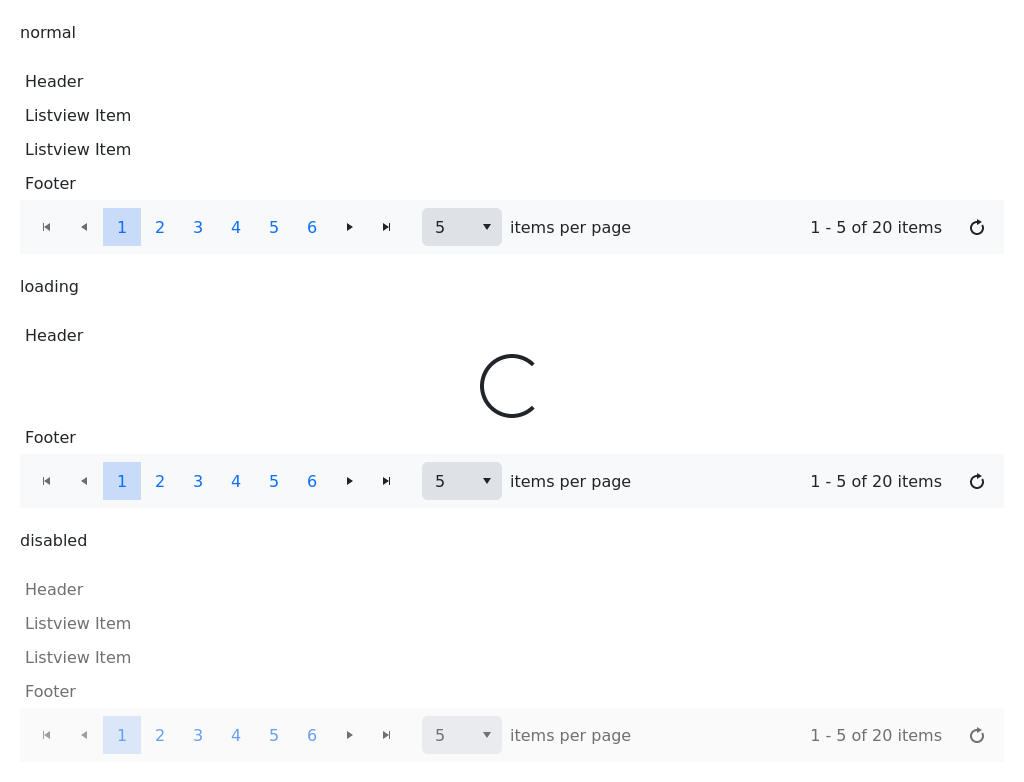 normal
Header
Listview Item
Listview Item
Footer
1 2 3 4 5 6 5 items per page 1 - 5 of 20 items
loading
Header
Footer
1 2 3 4 5 6 5 items per page 1 - 5 of 20 items
disabled
Header
Listview Item
Listview Item
Footer
1 2 3 4 5 6 5 items per page 1 - 5 of 20 items